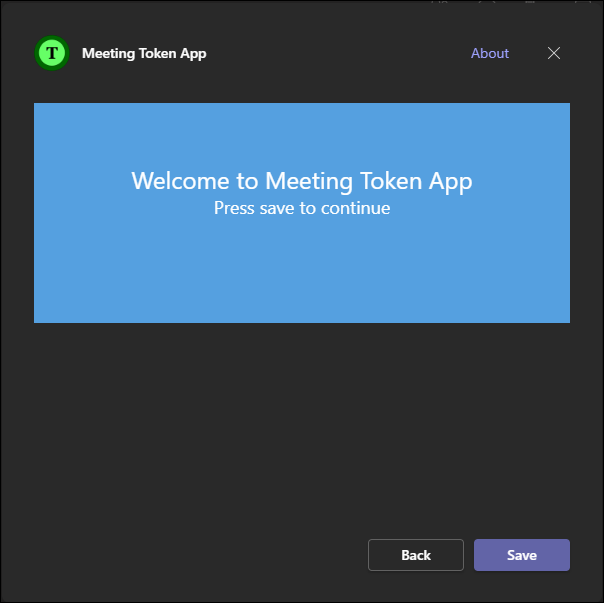 T
Meeting Token App
About
Welcome to Meeting Token App
Press save to continue
Back
Save